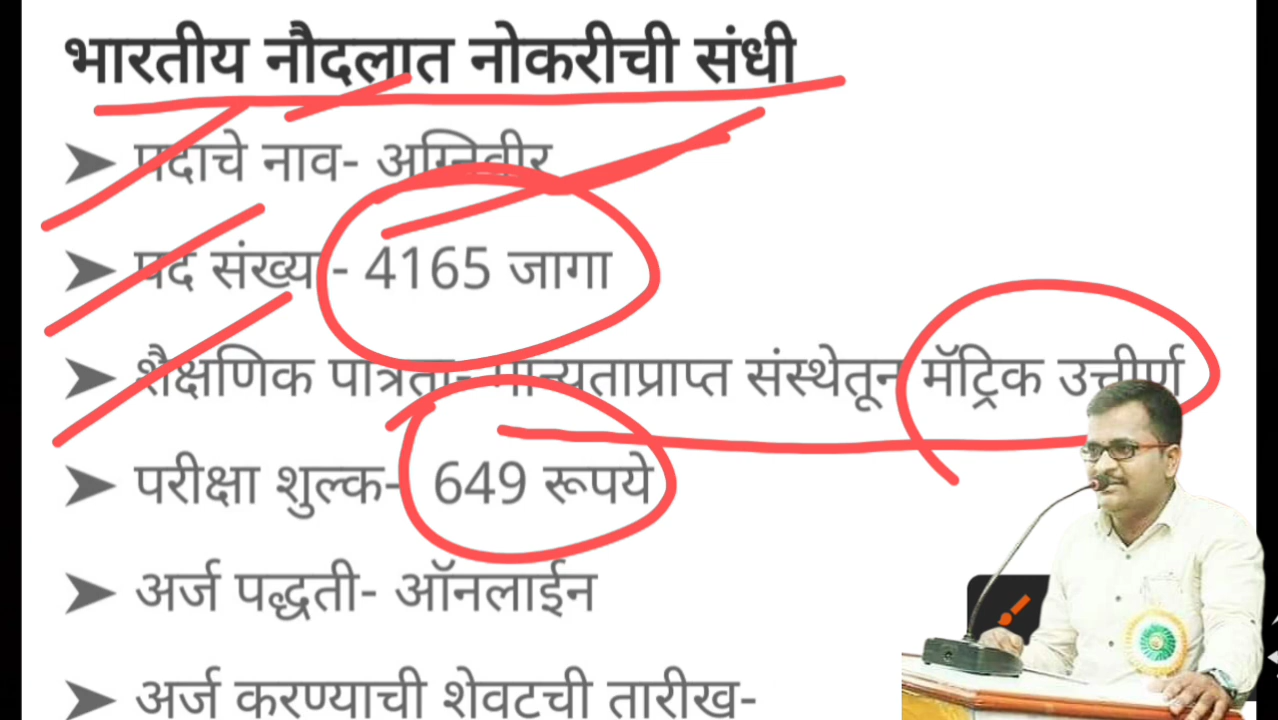 भारतीय नौदलात नोकरीची संधी
➤ पदाचे नाव- अग्निवीर
➤ पद संख्या - 4165 जागा
➤ शैक्षणिक पात्रता- मान्यताप्राप्त संस्थेतून मॅट्रिक उत्तीर्ण
➤ परीक्षा शुल्क- 649 रूपये
➤ अर्ज पद्धती- ऑनलाईन
➤ अर्ज करण्याची शेवटची तारीख-